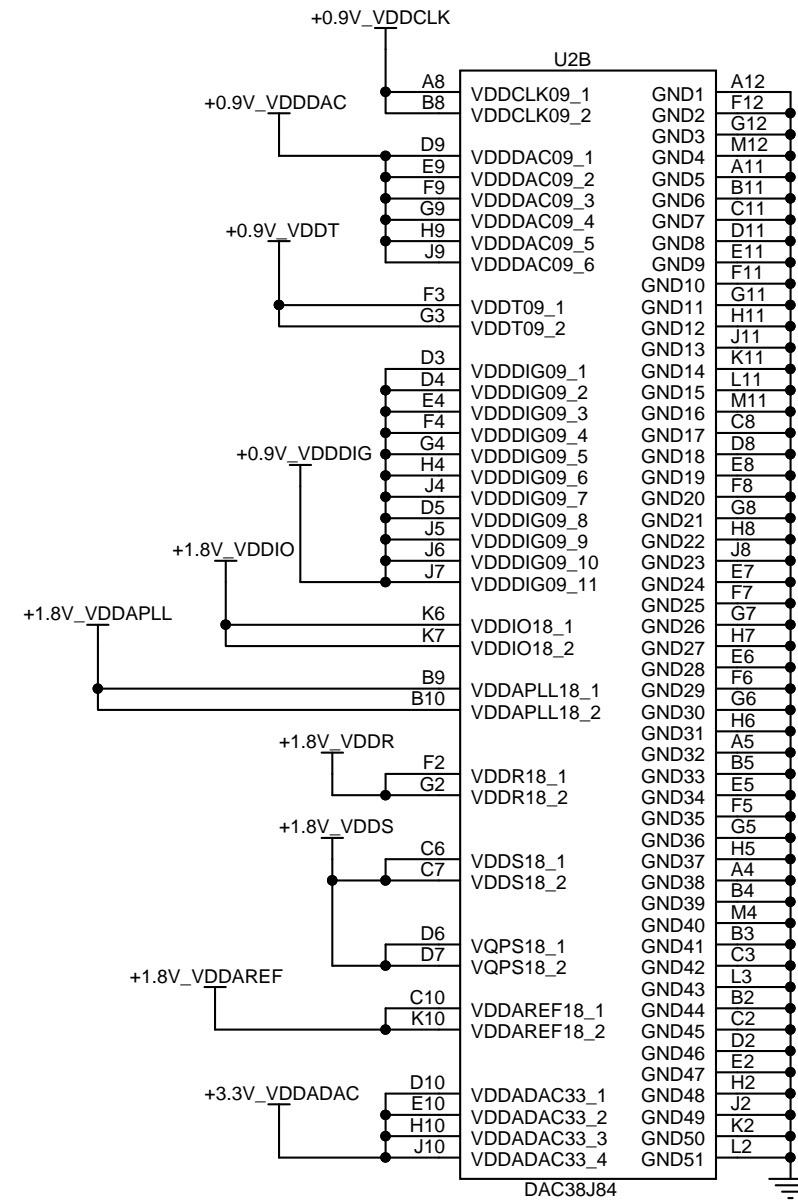 +0.9V_VDDCLK
U2B
A8 VDDCLK09_1 GND1 A12
+0.9V_VDDDAC B8 VDDCLK09_2 GND2 F12
GND3 G12
D9 VDDDAC09_1 GND4 M12
E9 VDDDAC09_2 GND5 A11
F9 VDDDAC09_3 GND6 B11
G9 VDDDAC09_4 GND7 C11
+0.9V_VDDT H9 VDDDAC09_5 GND8 D11
J9 VDDDAC09_6 GND9 E11
GND10 F11
F3 VDDT09_1 GND11 G11
G3 VDDT09_2 GND12 H11
GND13 J11
D3 VDDDIG09_1 GND14 K11
D4 VDDDIG09_2 GND15 L11
E4 VDDDIG09_3 GND16 M11
F4 VDDDIG09_4 GND17 C8
+0.9V_VDDDIG G4 VDDDIG09_5 GND18 D8
H4 VDDDIG09_6 GND19 E8
J4 VDDDIG09_7 GND20 F8
D5 VDDDIG09_8 GND21 G8
J5 VDDDIG09_9 GND22 H8
+1.8V_VDDIO J6 VDDDIG09_10 GND23 J8
J7 VDDDIG09_11 GND24 E7
GND25 F7
+1.8V_VDDAPLL K6 VDDIO18_1 GND26 G7
K7 VDDIO18_2 GND27 H7
GND28 E6
B9 VDDAPLL18_1 GND29 F6
B10 VDDAPLL18_2 GND30 G6
GND31 H6
+1.8V_VDDR GND32 A5
F2 VDDR18_1 GND33 B5
G2 VDDR18_2 GND34 E5
GND35 F5
+1.8V_VDDS GND36 G5
C6 VDDS18_1 GND37 H5
C7 VDDS18_2 GND38 A4
GND39 B4
GND40 M4
D6 VQPS18_1 GND41 B3
D7 VQPS18_2 GND42 C3
+1.8V_VDDAREF GND43 L3
C10 VDDAREF18_1 GND44 B2
K10 VDDAREF18_2 GND45 C2
GND46 D2
GND47 E2
+3.3V_VDDADAC D10 VDDADAC33_1 GND48 H2
E10 VDDADAC33_2 GND49 J2
H10 VDDADAC33_3 GND50 K2
J10 VDDADAC33_4 GND51 L2
DAC38J84